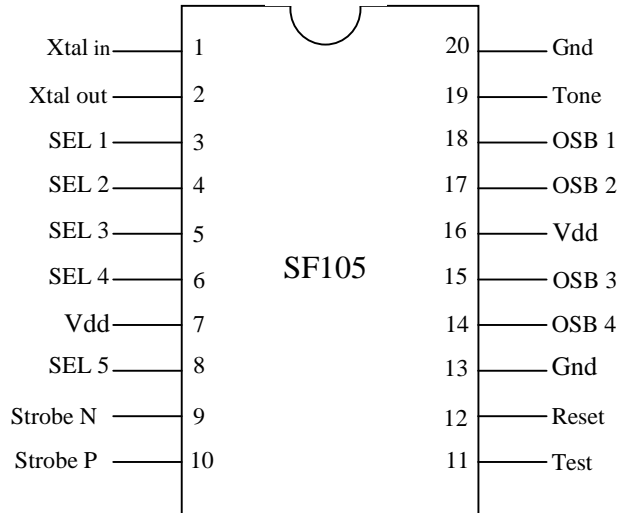 Xtal in 1 20 Gnd
Xtal out 2 19 Tone
SEL 1 3 18 OSB 1
SEL 2 4 17 OSB 2
SEL 3 5 16 Vdd
SF105
SEL 4 6 15 OSB 3
Vdd 7 14 OSB 4
SEL 5 8 13 Gnd
Strobe N 9 12 Reset
Strobe P 10 11 Test